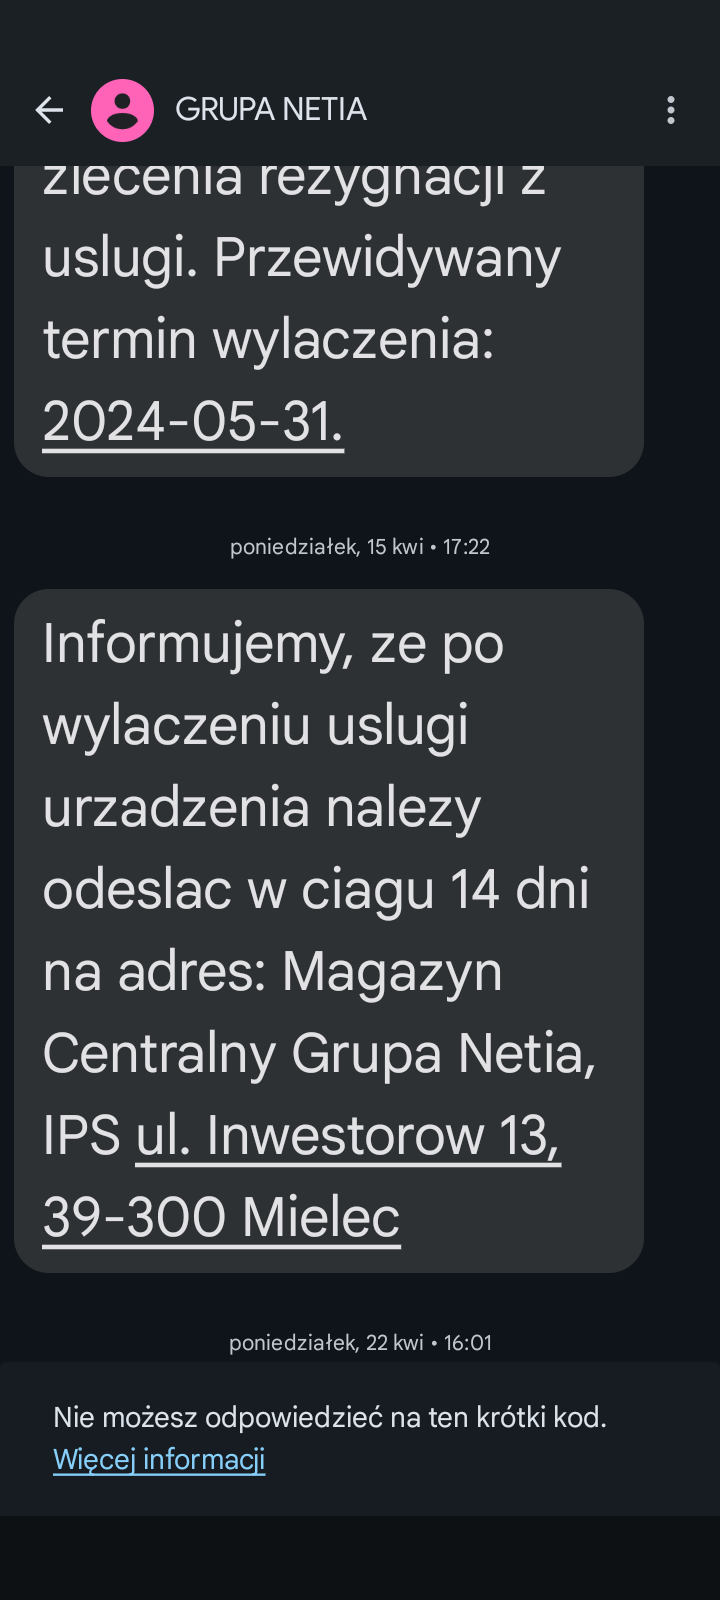 GRUPA NETIA
zlecenia rezygnacji z
uslugi. Przewidywany
termin wylaczenia:
2024-05-31.
poniedziałek, 15 kwi • 17:22
Informujemy, ze po
wylaczeniu uslugi
urzadzenia nalezy
odeslac w ciagu 14 dni
na adres: Magazyn
Centralny Grupa Netia,
IPS ul. Inwestorow 13,
39-300 Mielec
poniedziałek, 22 kwi • 16:01
Nie możesz odpowiedzieć na ten krótki kod.
Więcej informacji